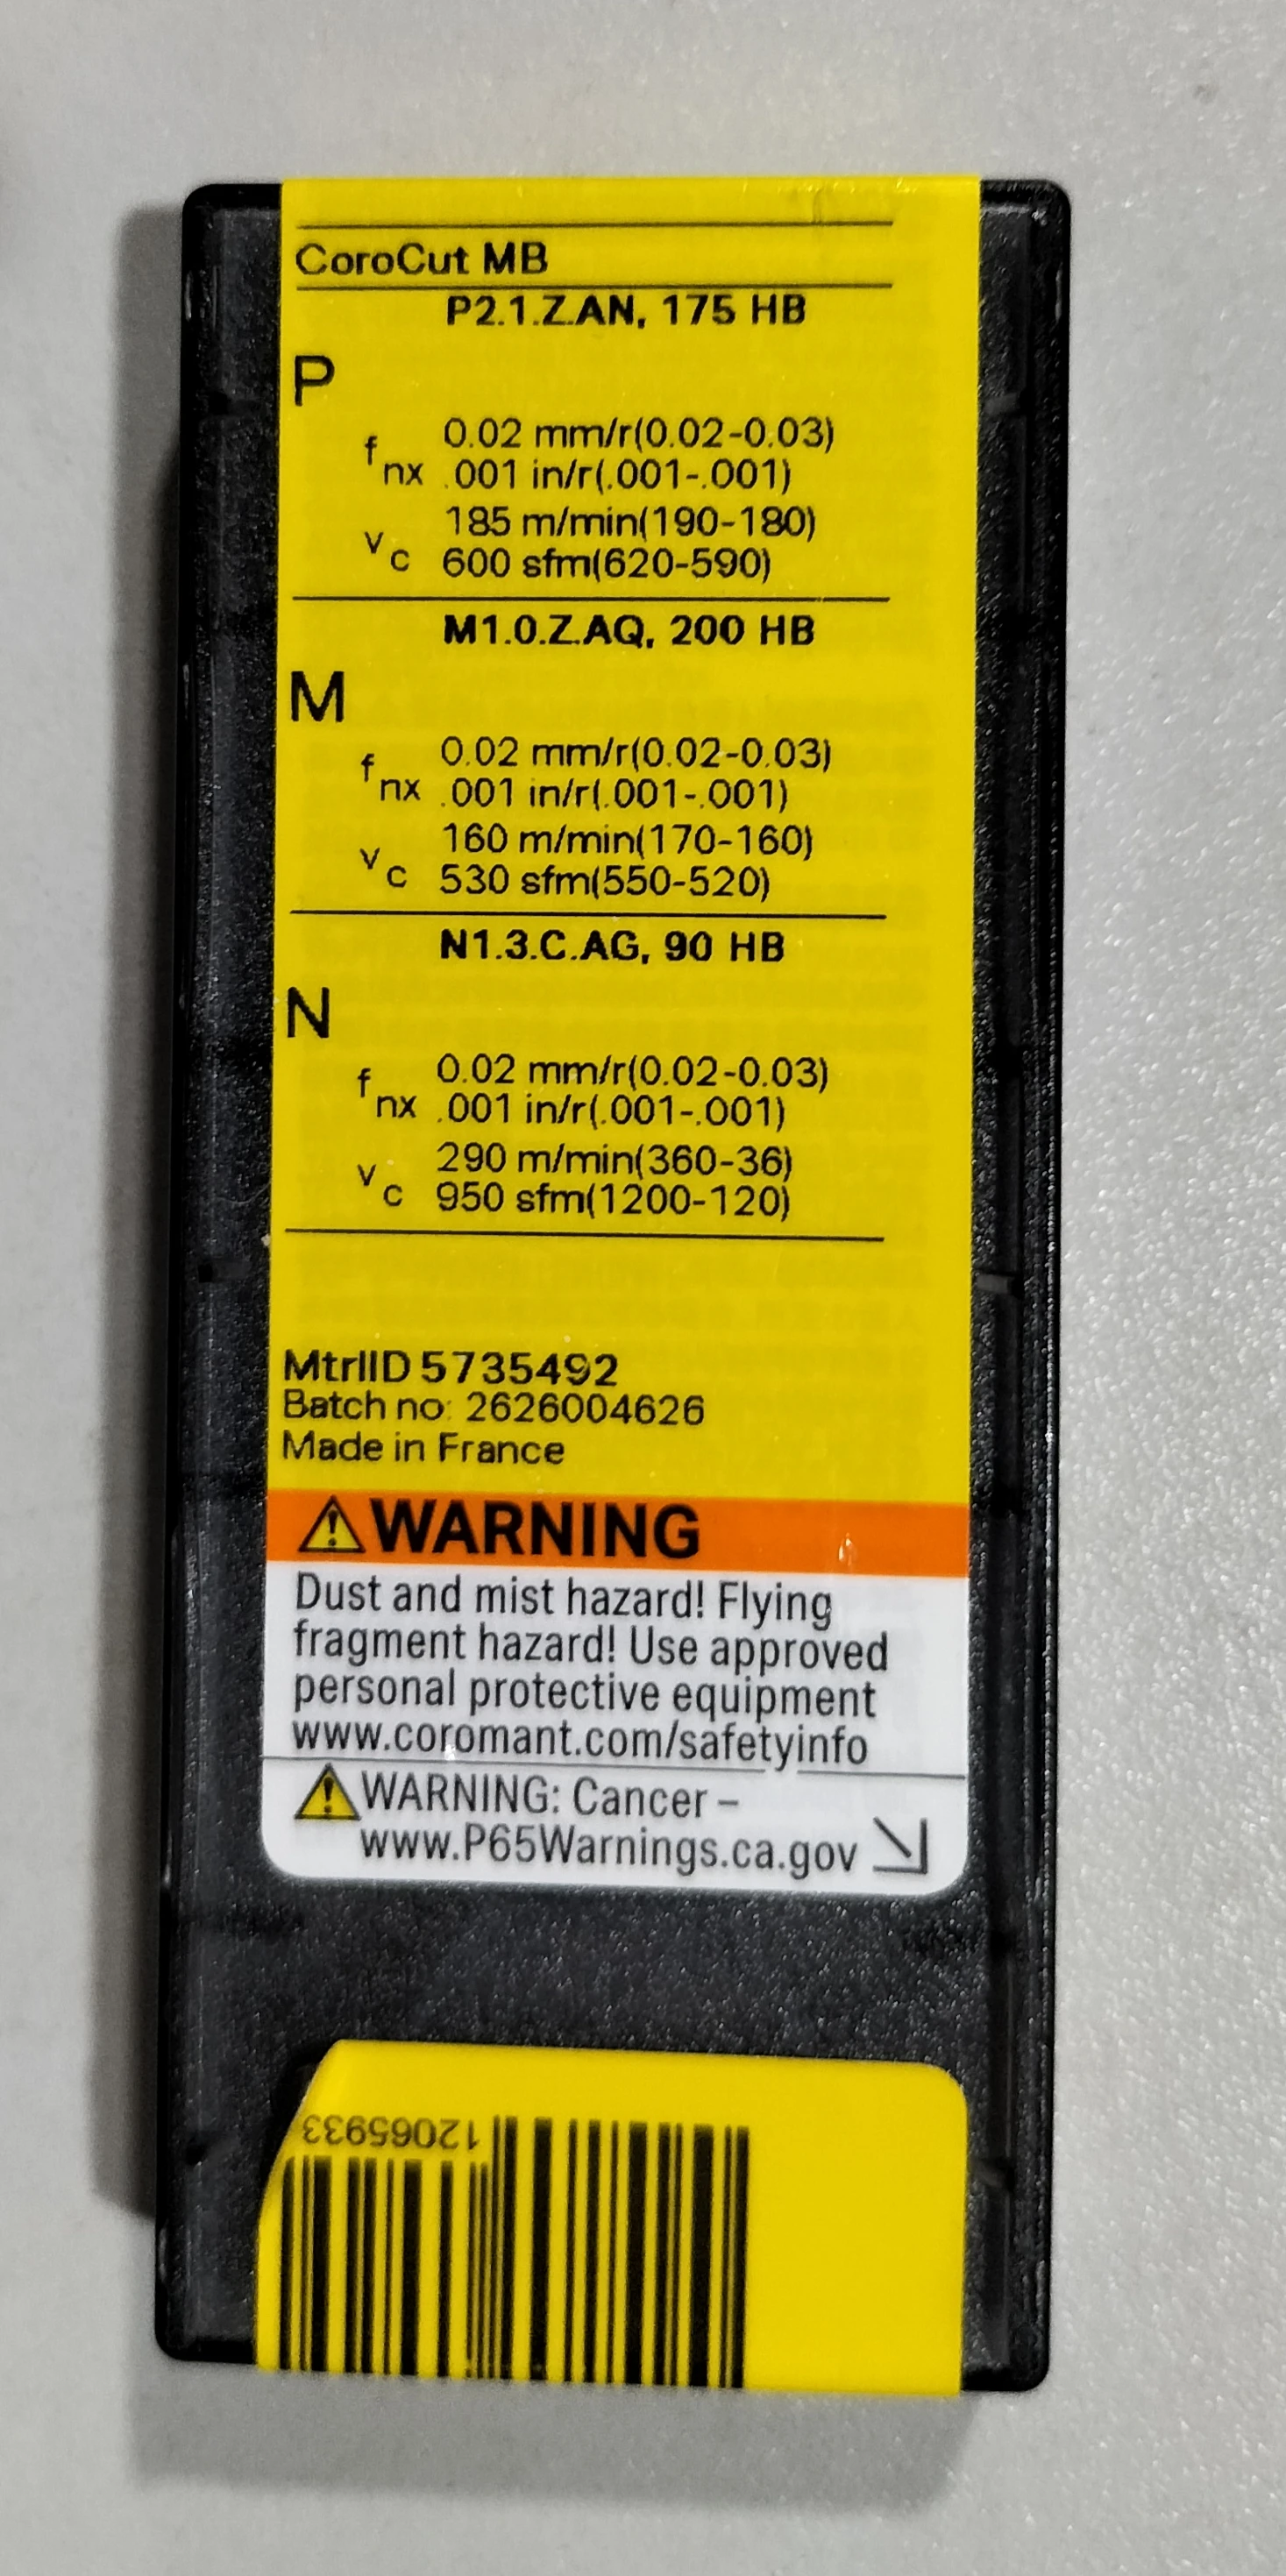 CoroCut MB
P2.1.Z.AN, 175 HB
P
fnx 0.02 mm/r(0.02-0.03)
.001 in/r(.001-.001)
vc 185 m/min(190-180)
600 sfm(620-590)
M1.0.Z.AQ, 200 HB
M
fnx 0.02 mm/r(0.02-0.03)
.001 in/r(.001-.001)
vc 160 m/min(170-160)
530 sfm(550-520)
N1.3.C.AG, 90 HB
N
fnx 0.02 mm/r(0.02-0.03)
.001 in/r(.001-.001)
vc 290 m/min(360-36)
950 sfm(1200-120)
MtrlID 5735492
Batch no: 2626004626
Made in France
WARNING
Dust and mist hazard! Flying
fragment hazard! Use approved
personal protective equipment
www.coromant.com/safetyinfo
WARNING: Cancer –
www.P65Warnings.ca.gov
12065933